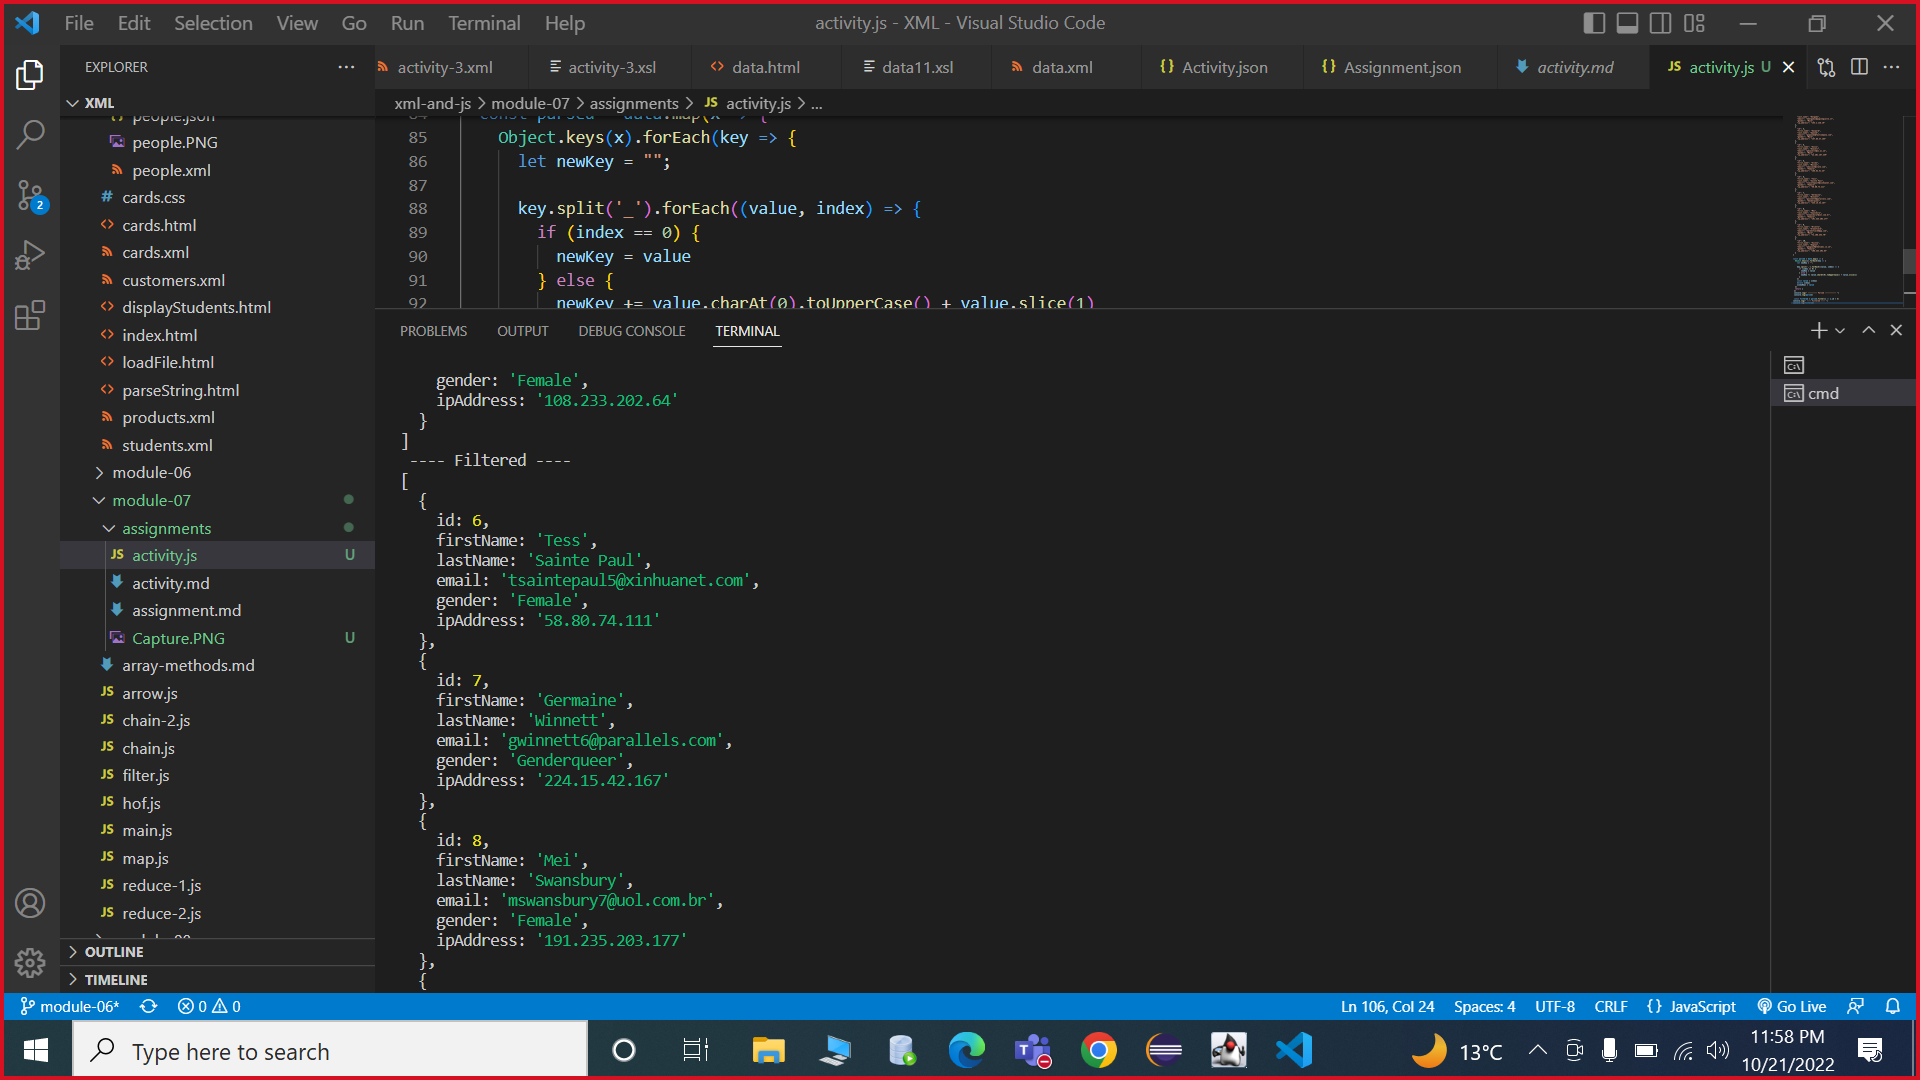 File Edit Selection View Go Run Terminal Help
activity.js - XML - Visual Studio Code
EXPLORER
activity-3.xml
activity-3.xsl
data.html
data11.xsl
data.xml
Activity.json
Assignment.json
activity.md
activity.js U
XML
people.json
people.PNG
people.xml
cards.css
cards.html
cards.xml
customers.xml
displayStudents.html
index.html
loadFile.html
parseString.html
products.xml
students.xml
module-06
module-07
assignments
activity.js U
activity.md
assignment.md
Capture.PNG U
array-methods.md
arrow.js
chain-2.js
chain.js
filter.js
hof.js
main.js
map.js
reduce-1.js
reduce-2.js
OUTLINE
TIMELINE
2
xml-and-js > module-07 > assignments > JS activity.js > ...
84 const parsed = data.map(x => {
85 Object.keys(x).forEach(key => {
86 let newKey = "";
87
88 key.split('_').forEach((value, index) => {
89 if (index == 0) {
90 newKey = value
91 } else {
92 newKey += value.charAt(0).toUpperCase() + value.slice(1)
PROBLEMS OUTPUT DEBUG CONSOLE TERMINAL
cmd
gender: 'Female',
ipAddress: '108.233.202.64'
}
]
---- Filtered ----
[
{
id: 6,
firstName: 'Tess',
lastName: 'Sainte Paul',
email: 'tsaintepaul5@xinhuanet.com',
gender: 'Female',
ipAddress: '58.80.74.111'
},
{
id: 7,
firstName: 'Germaine',
lastName: 'Winnett',
email: 'gwinnett6@parallels.com',
gender: 'Genderqueer',
ipAddress: '224.15.42.167'
},
{
id: 8,
firstName: 'Mei',
lastName: 'Swansbury',
email: 'mswansbury7@uol.com.br',
gender: 'Female',
ipAddress: '191.235.203.177'
},
{
module-06* 0 0 Ln 106, Col 24 Spaces: 4 UTF-8 CRLF {} JavaScript Go Live
Type here to search
13°C
11:58 PM
10/21/2022